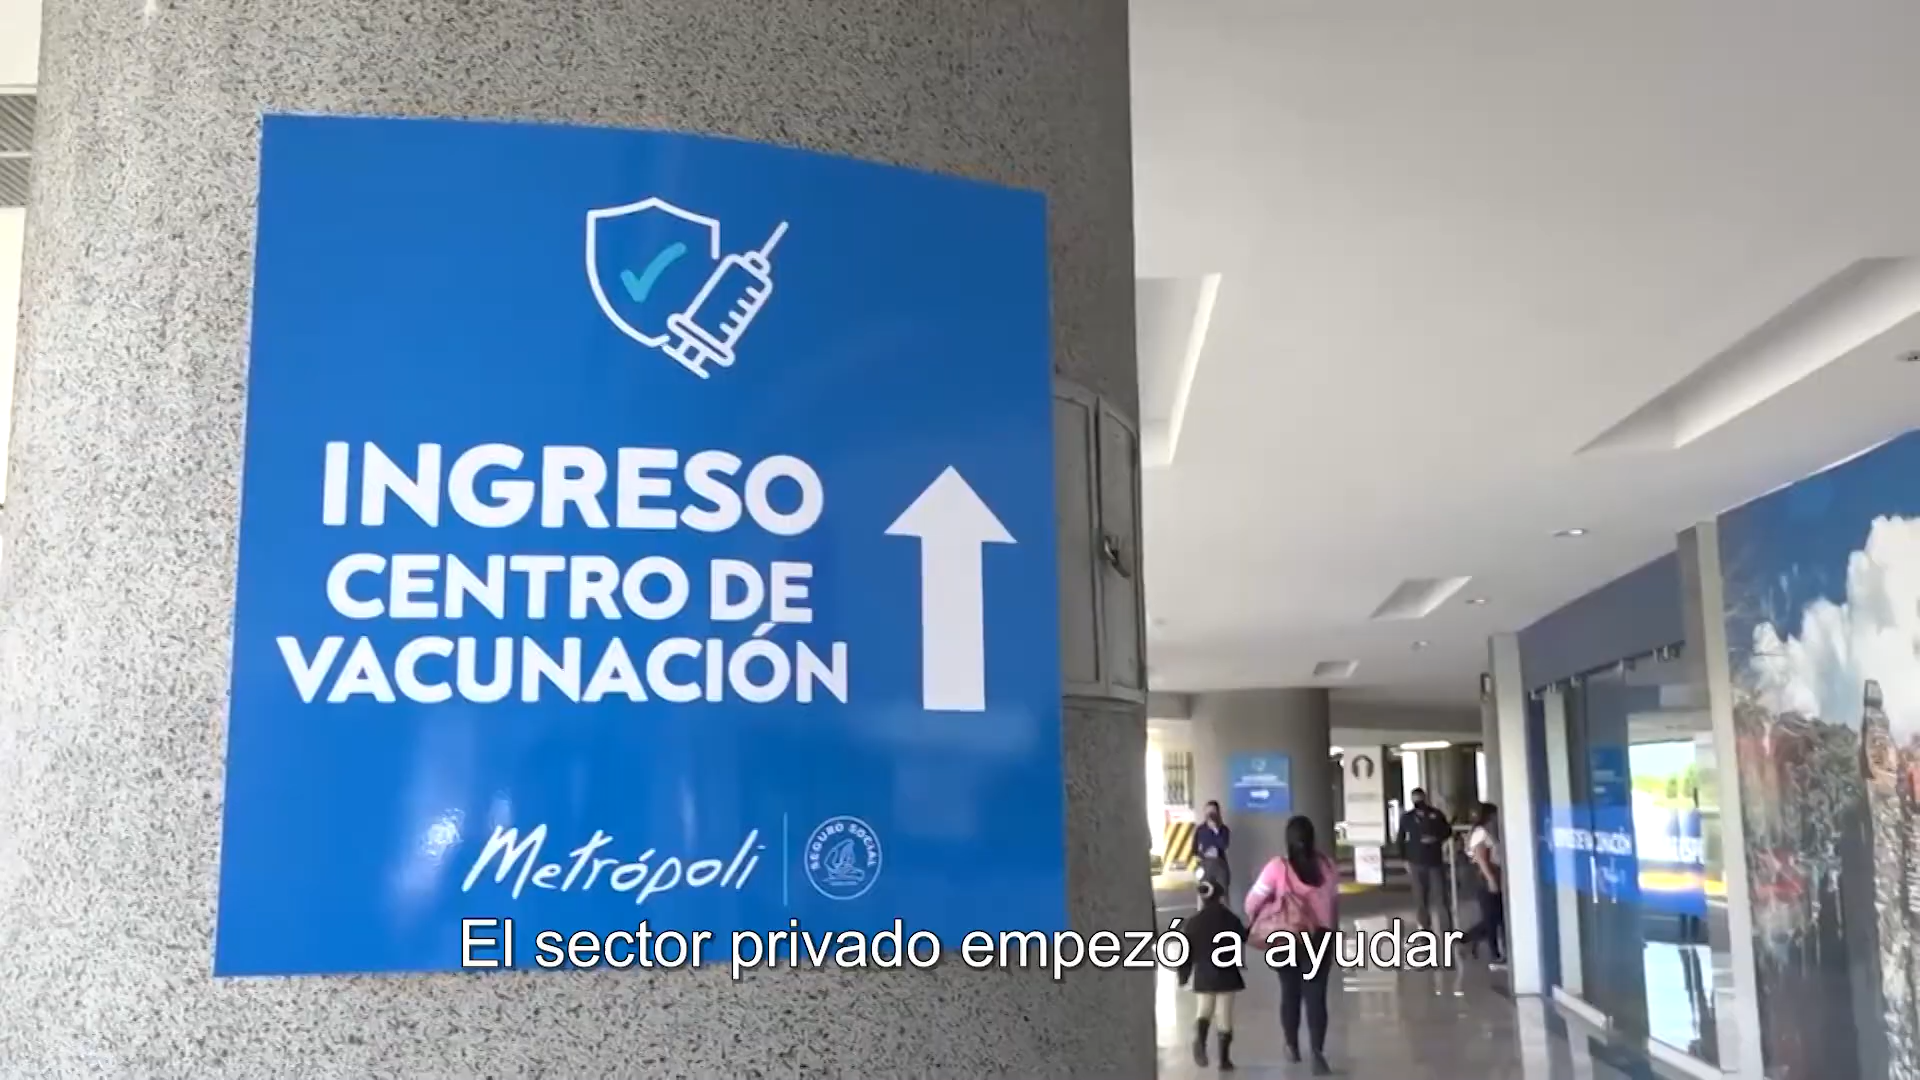 INGRESO
CENTRO DE
VACUNACIÓN
Metrópoli
SEGURO SOCIAL
El sector privado empezó a ayudar